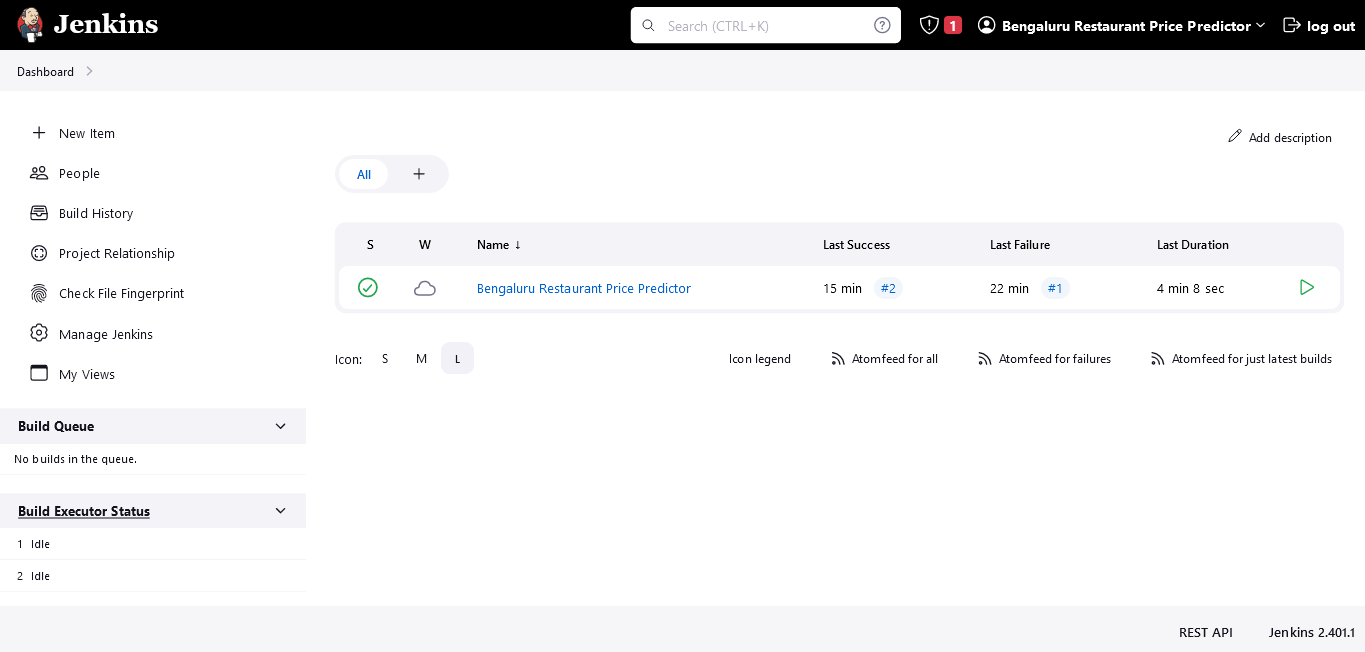 Jenkins
Search (CTRL+K)
1
Bengaluru Restaurant Price Predictor
log out
Dashboard
New Item
People
Build History
Project Relationship
Check File Fingerprint
Manage Jenkins
My Views
Build Queue
No builds in the queue.
Build Executor Status
1 Idle
2 Idle
Add description
All
S W Name ↓ Last Success Last Failure Last Duration
Bengaluru Restaurant Price Predictor 15 min #2 22 min #1 4 min 8 sec
Icon: S M L
Icon legend
Atomfeed for all
Atomfeed for failures
Atomfeed for just latest builds
REST API
Jenkins 2.401.1